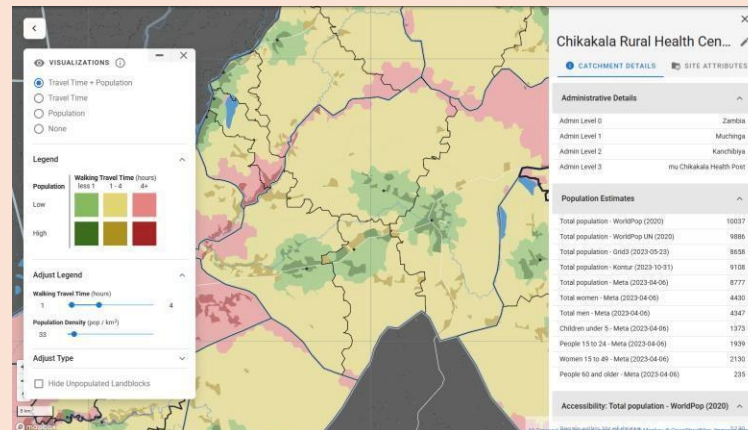 VISUALIZATIONS
Travel Time + Population
Travel Time
Population
None
Legend
Walking Travel Time (hours)
Population less 1 1 - 4 4+
Low
High
Adjust Legend
Walking Travel Time (hours)
1 4
Population Density (pop / km²)
33
Adjust Type
Hide Unpopulated Landblocks
5 km
mapbox
Chikakala Rural Health Cen...
CATCHMENT DETAILS SITE ATTRIBUTES
Administrative Details
Admin Level 0 Zambia
Admin Level 1 Muchinga
Admin Level 2 Kanchibiya
Admin Level 3 mu Chikakala Health Post
Population Estimates
Total population - WorldPop (2020) 10037
Total population - WorldPop UN (2020) 9886
Total population - Grid3 (2023-05-23) 8658
Total population - Kontur (2023-10-31) 9108
Total population - Meta (2023-04-06) 8777
Total women - Meta (2023-04-06) 4430
Total men - Meta (2023-04-06) 4347
Children under 5 - Meta (2023-04-06) 1373
People 15 to 24 - Meta (2023-04-06) 1939
Women 15 to 49 - Meta (2023-04-06) 2130
People 60 and older - Meta (2023-04-06) 235
Accessibility: Total population - WorldPop (2020)